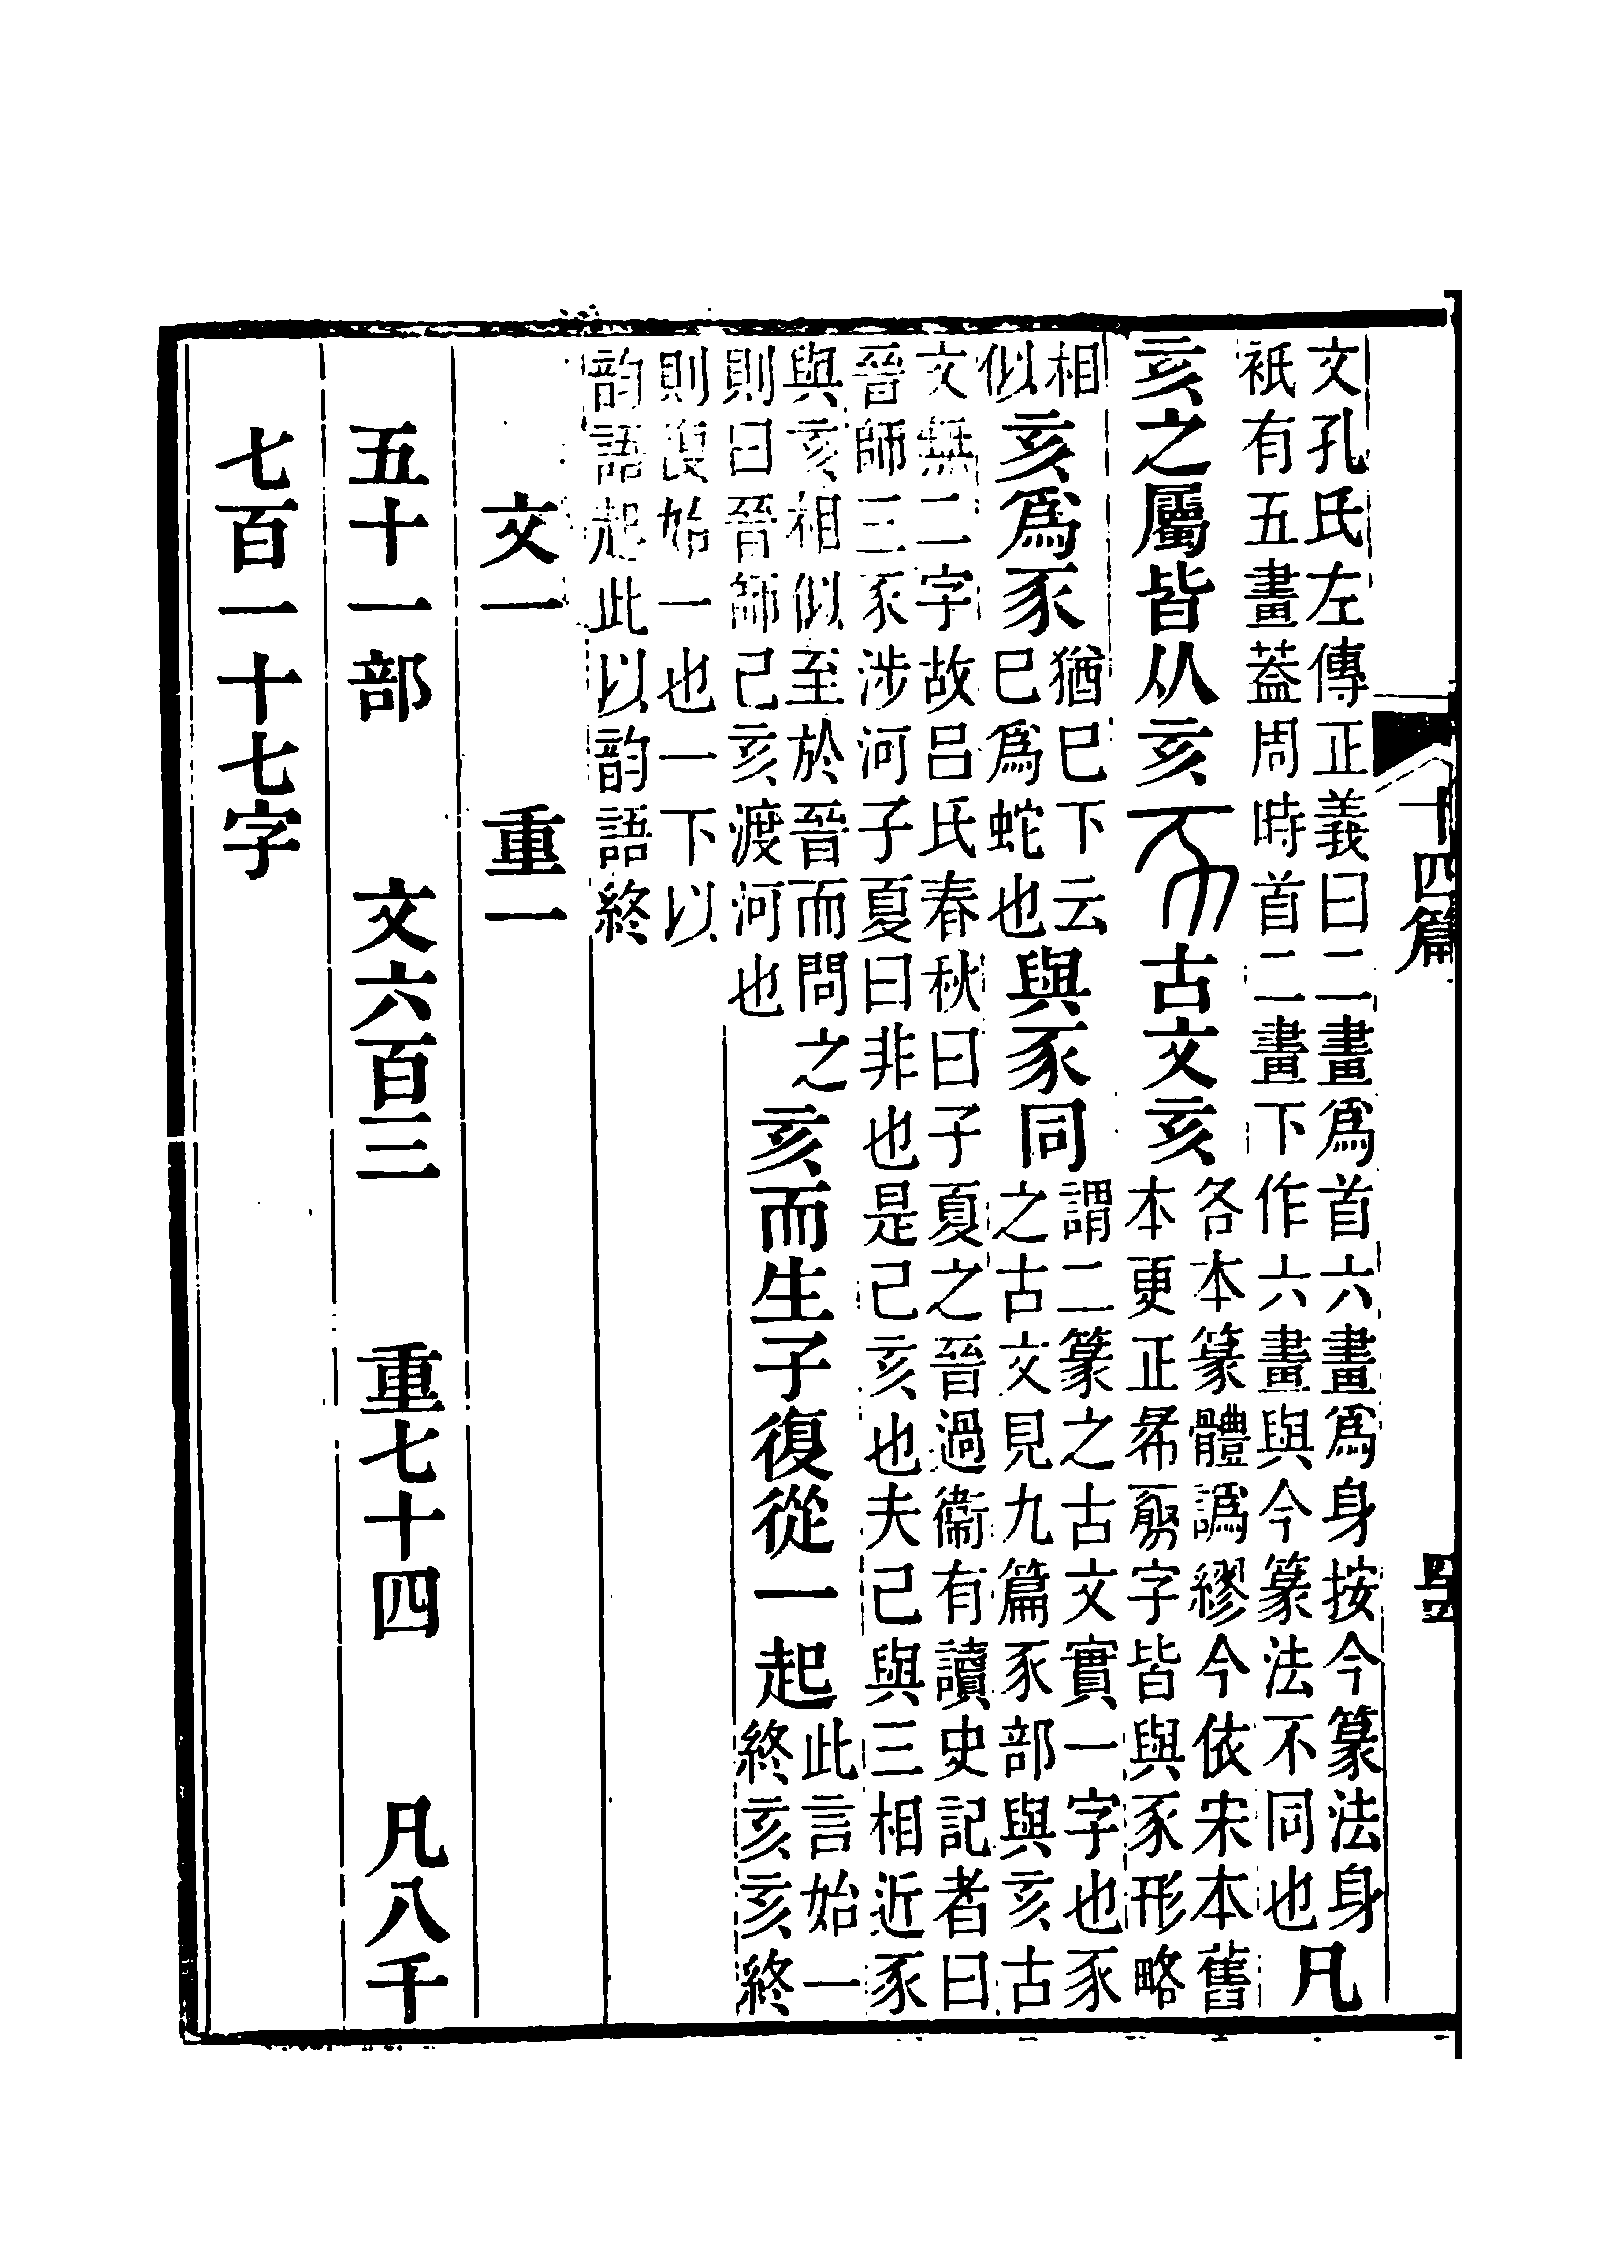 十四篇
文孔氏左傳正義曰二畫爲首六畫爲身按今篆法身
祇有五畫蓋周時首二畫下作六畫與今篆法不同也
凡
亥之屬皆从亥
古文亥
各本篆體譌繆今依宋本舊
本更正㣇字皆與豕形略
相
似
亥爲豕
猶巳下云
巳爲蛇也
與豕同
謂二篆之古文實一字也豕
之古文見九篇豕部與亥古
文無二字故吕氏春秋曰子夏之晉過衞有讀史記者曰
晉師三豕涉河子夏曰非也是己亥也夫己與三相近豕
與亥相似至於晉而問之
則曰晉師己亥渡河也
亥而生子復從一起
此言始一
終亥亥終
則復始一也一下以
韵語起此以韵語終
文一 重一
五十一部 文六百三 重七十四 凡八千
七百一十七字